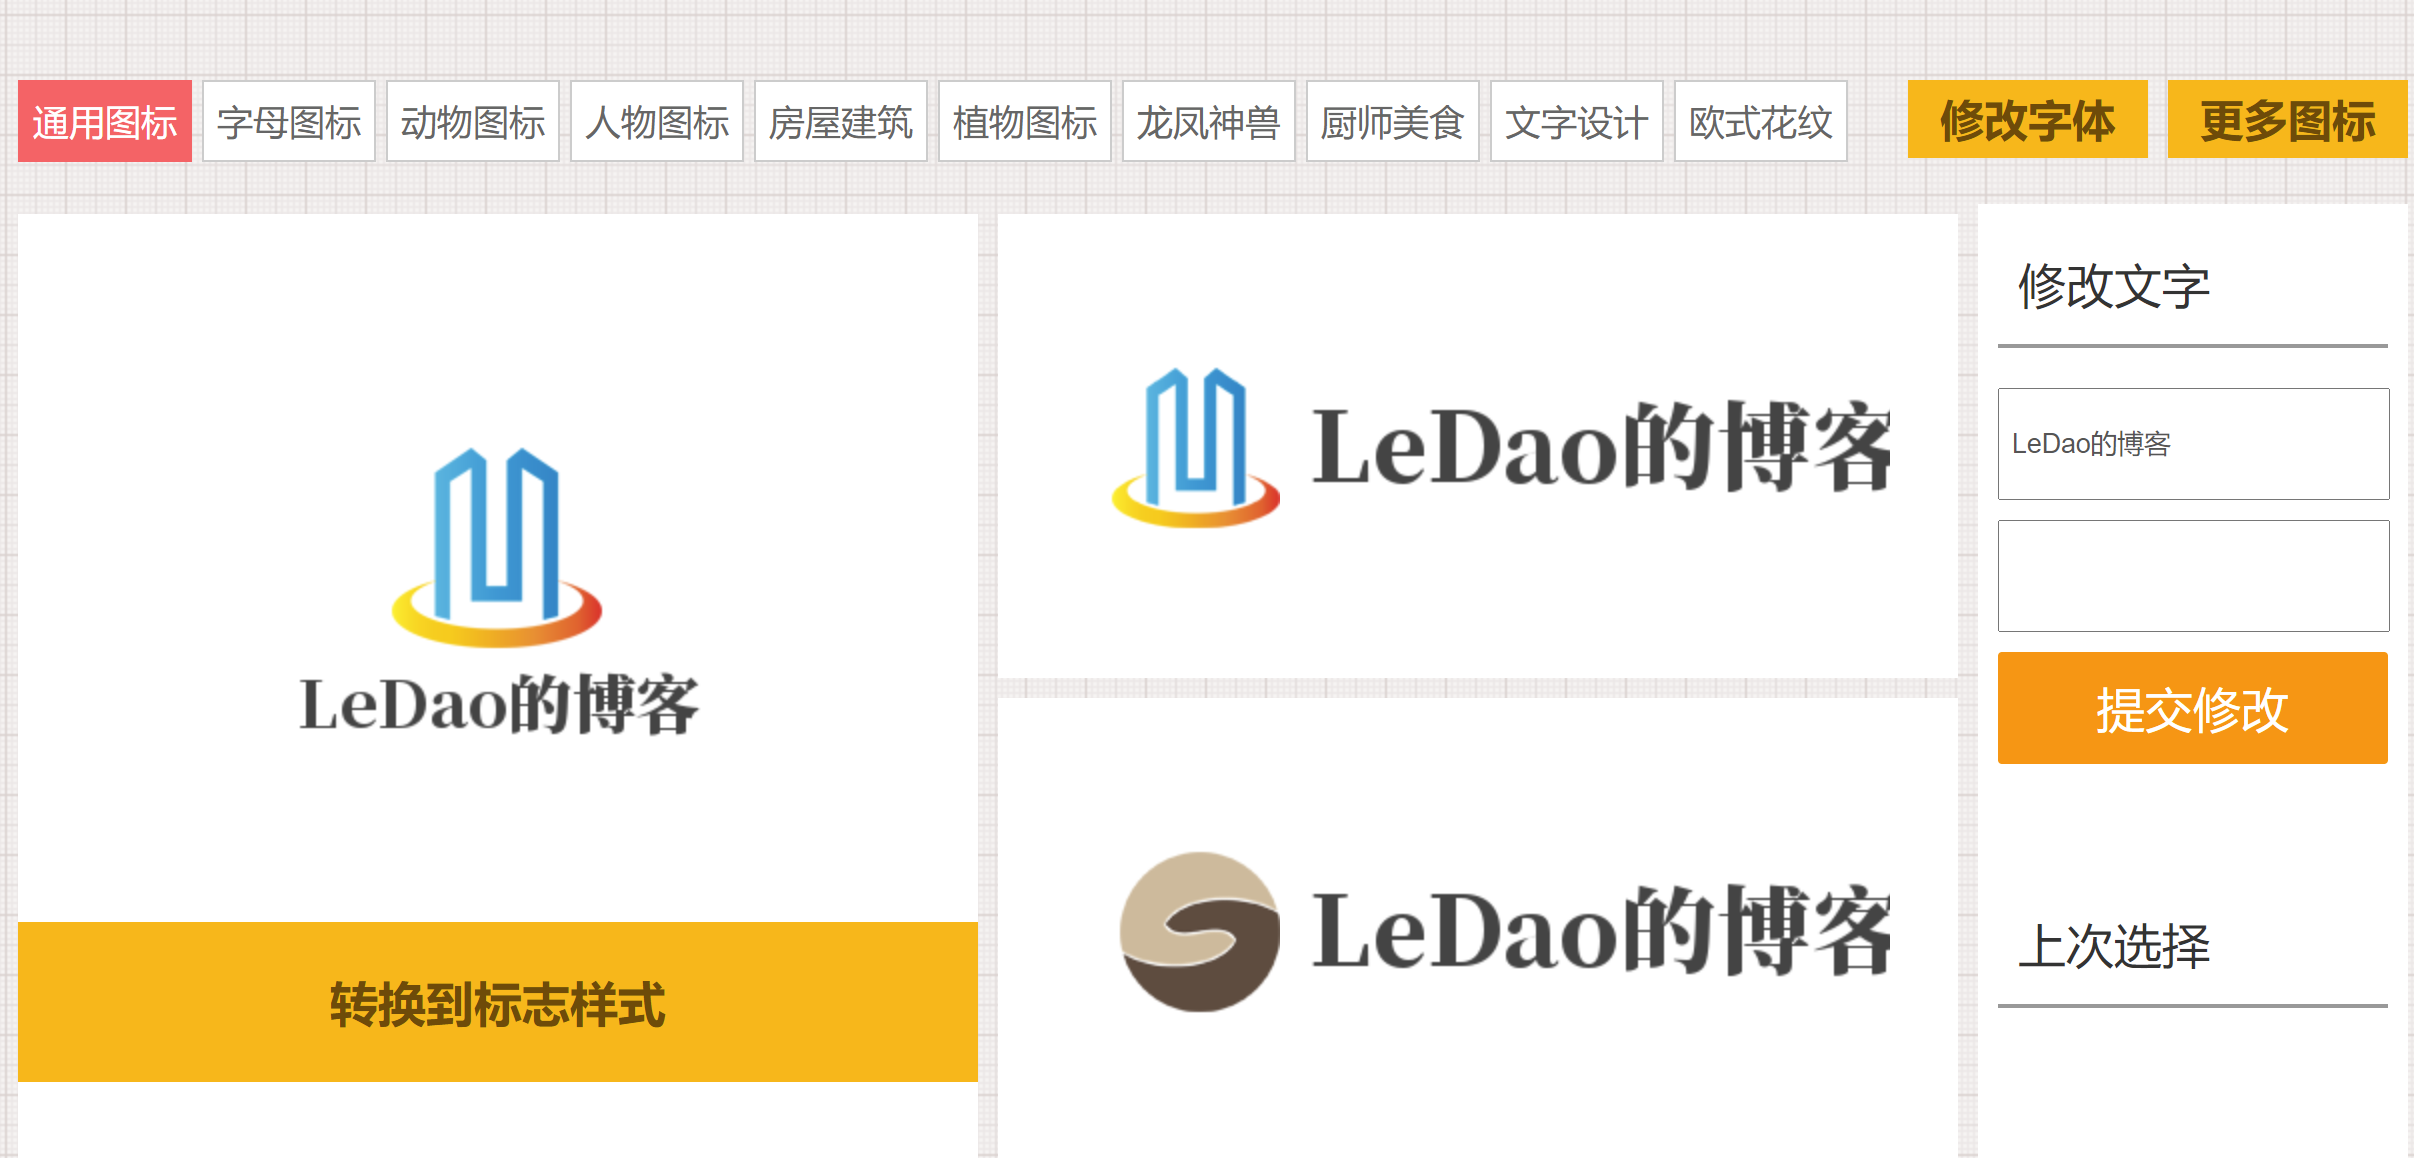 通用图标 字母图标 动物图标 人物图标 房屋建筑 植物图标 龙凤神兽 厨师美食 文字设计 欧式花纹 修改字体 更多图标
LeDao的博客
转换到标志样式
LeDao的博客
LeDao的博客
修改文字
LeDao的博客
提交修改
上次选择